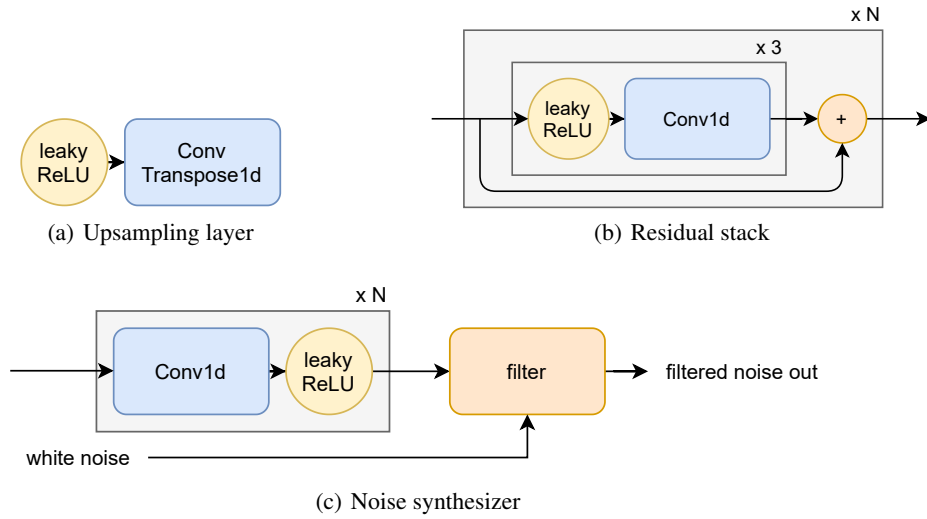 leaky
ReLU
Conv
Transpose1d
(a) Upsampling layer
x N
x 3
leaky
ReLU
Conv1d
+
(b) Residual stack
x N
Conv1d
leaky
ReLU
filter
filtered noise out
white noise
(c) Noise synthesizer